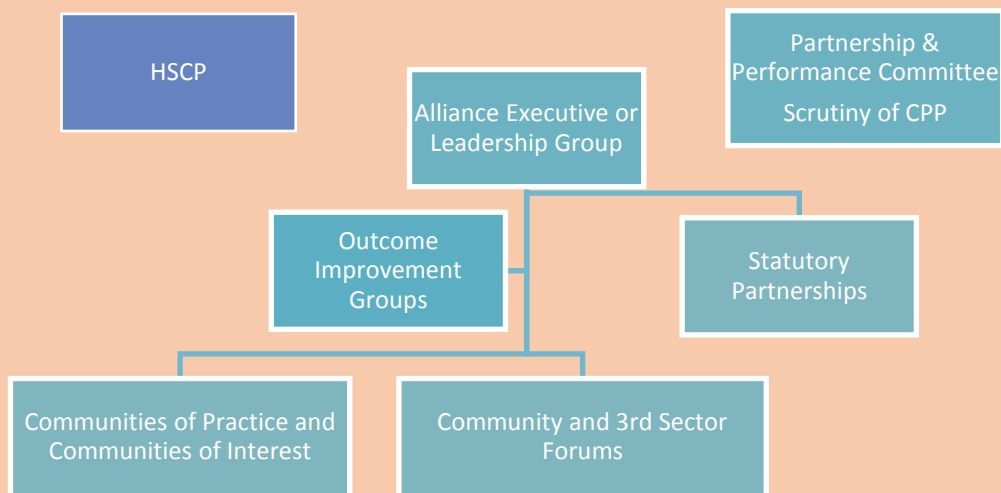 HSCP
Partnership &
Performance Committee
Scrutiny of CPP
Alliance Executive or
Leadership Group
Outcome
Improvement
Groups
Statutory
Partnerships
Communities of Practice and
Communities of Interest
Community and 3rd Sector
Forums